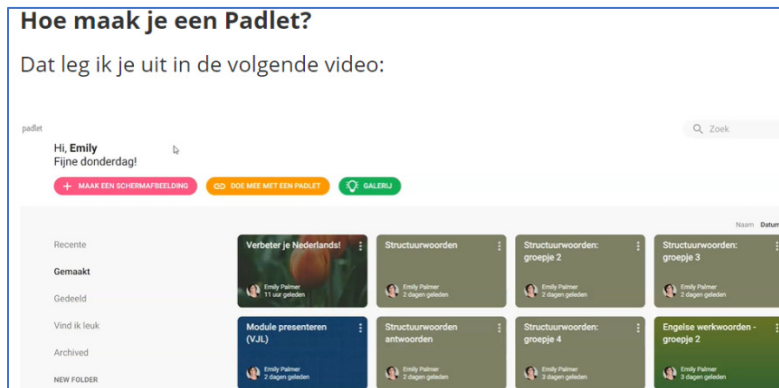 Hoe maak je een Padlet?
Dat leg ik je uit in de volgende video:
padlet
Zoek
Hi, Emily
Fijne donderdag!
+ MAAK EEN SCHERMAFBEELDING
DOE MEE MET EEN PADLET
GALERIJ
Naam Datum
Recente
Gemaakt
Gedeeld
Vind ik leuk
Archived
NEW FOLDER
Verbeter je Nederlands!
Emily Palmer
11 uur geleden
Structuurwoorden
Emily Palmer
2 dagen geleden
Structuurwoorden:
groepje 2
Emily Palmer
2 dagen geleden
Structuurwoorden:
groepje 3
Emily Palmer
2 dagen geleden
Module presenteren
(VJL)
Emily Palmer
2 dagen geleden
Structuurwoorden
antwoorden
Emily Palmer
2 dagen geleden
Structuurwoorden:
groepje 4
Emily Palmer
3 dagen geleden
Engelse werkwoorden -
groepje 2
Emily Palmer
3 dagen geleden